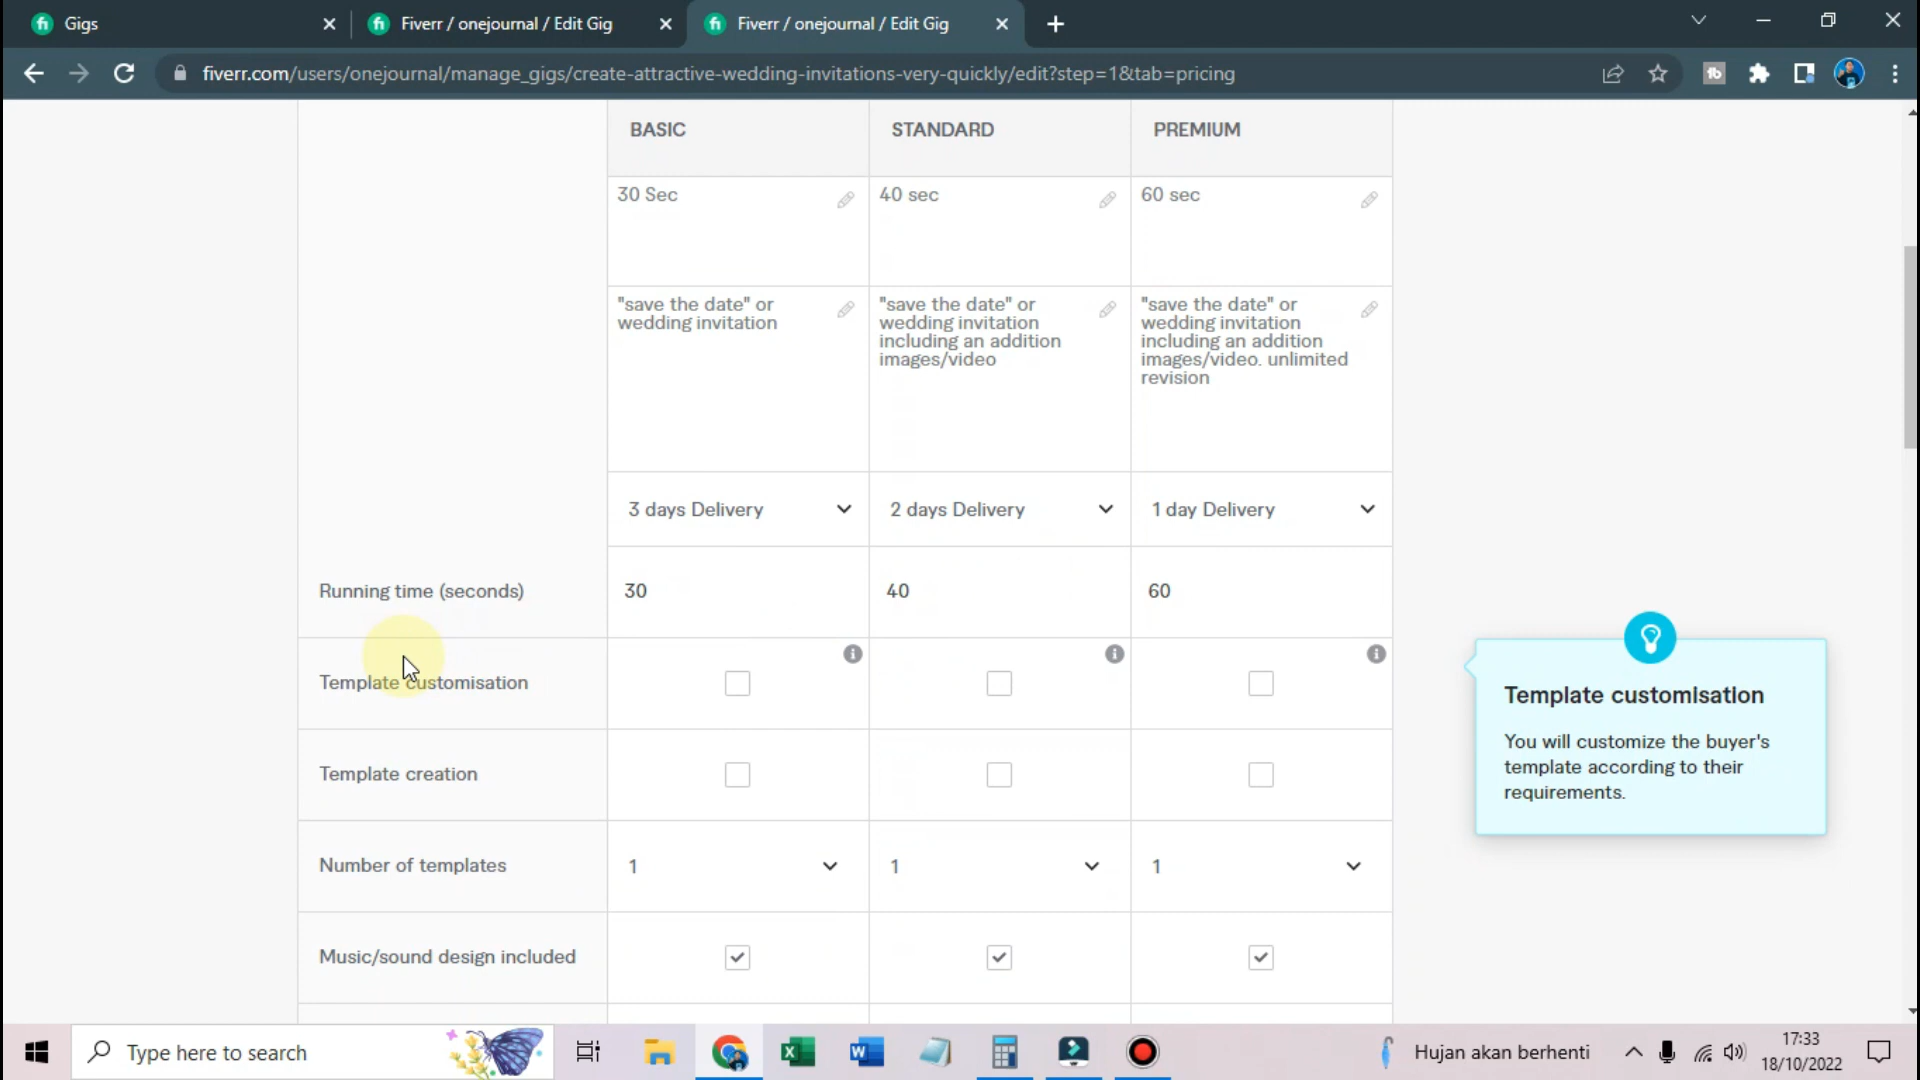 Gigs
Fiverr / onejournal / Edit Gig
Fiverr / onejournal / Edit Gig
fiverr.com/users/onejournal/manage_gigs/create-attractive-wedding-invitations-very-quickly/edit?step=1&tab=pricing
BASIC STANDARD PREMIUM
30 Sec 40 sec 60 sec
"save the date" or
wedding invitation
"save the date" or
wedding invitation
including an addition
images/video
"save the date" or
wedding invitation
including an addition
images/video. unlimited
revision
3 days Delivery 2 days Delivery 1 day Delivery
Running time (seconds) 30 40 60
Template customisation
Template creation
Number of templates 1 1 1
Music/sound design included
Template customisation
You will customize the buyer's
template according to their
requirements.
Type here to search
Hujan akan berhenti
17:33
18/10/2022